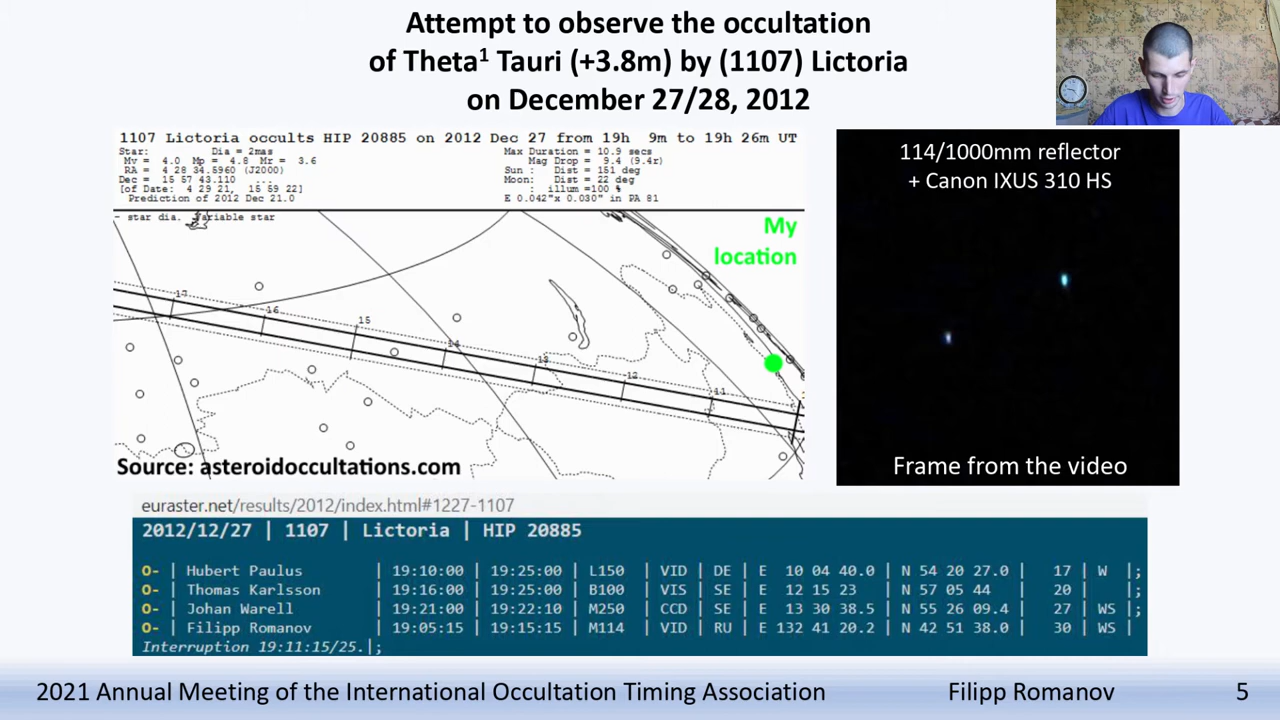 Attempt to observe the occultation
of Theta¹ Tauri (+3.8m) by (1107) Lictoria
on December 27/28, 2012
1107 Lictoria occults HIP 20885 on 2012 Dec 27 from 19h 9m to 19h 26m UT
Star: Dia = 2mas
Mv = 4.0 Mp = 4.8 Mr = 3.6
RA = 4 28 34.5960 (J2000)
Dec = 15 57 43.110 ...
[of Date: 4 29 21, 15 59 22]
Prediction of 2012 Dec 21.0
Max Duration = 10.9 secs
Mag Drop = 9.4 (9.4r)
Sun : Dist = 151 deg
Moon: Dist = 22 deg
: illum=100 %
E 0.042"x 0.030" in PA 81
- star dia. Variable star
My
location
17
16
15
14
13
12
11
Source: asteroidoccultations.com
114/1000mm reflector
+ Canon IXUS 310 HS
Frame from the video
euraster.net/results/2012/index.html#1227-1107
2012/12/27 | 1107 | Lictoria | HIP 20885
O- | Hubert Paulus | 19:10:00 | 19:25:00 | L150 | VID | DE | E 10 04 40.0 | N 54 20 27.0 | 17 | W |;
O- | Thomas Karlsson | 19:16:00 | 19:25:00 | B100 | VIS | SE | E 12 15 23 | N 57 05 44 | 20 | |;
O- | Johan Warell | 19:21:00 | 19:22:10 | M250 | CCD | SE | E 13 30 38.5 | N 55 26 09.4 | 27 | WS |;
O- | Filipp Romanov | 19:05:15 | 19:15:15 | M114 | VID | RU | E 132 41 20.2 | N 42 51 38.0 | 30 | WS |
Interruption 19:11:15/25.|;
2021 Annual Meeting of the International Occultation Timing Association Filipp Romanov 5